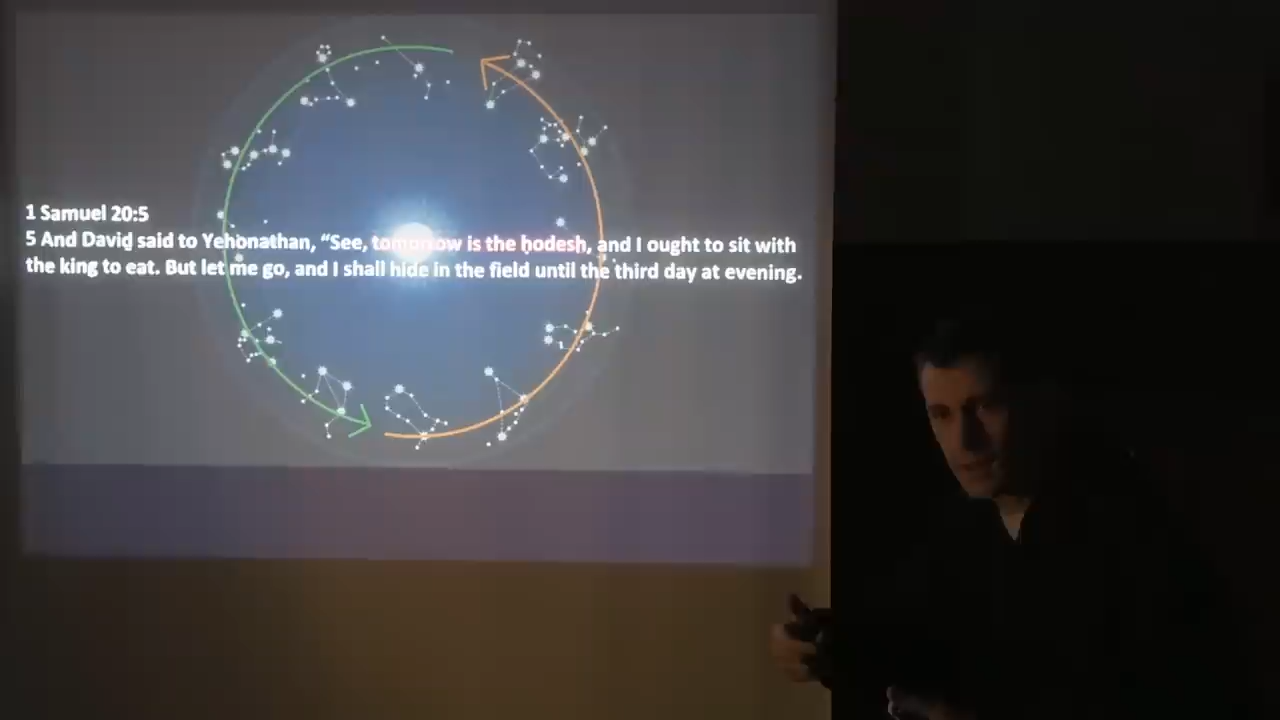 1 Samuel 20:5
5 And David said to Yehonathan, “See, tomorrow is the ḥodesh, and I ought to sit with
the king to eat. But let me go, and I shall hide in the field until the third day at evening.